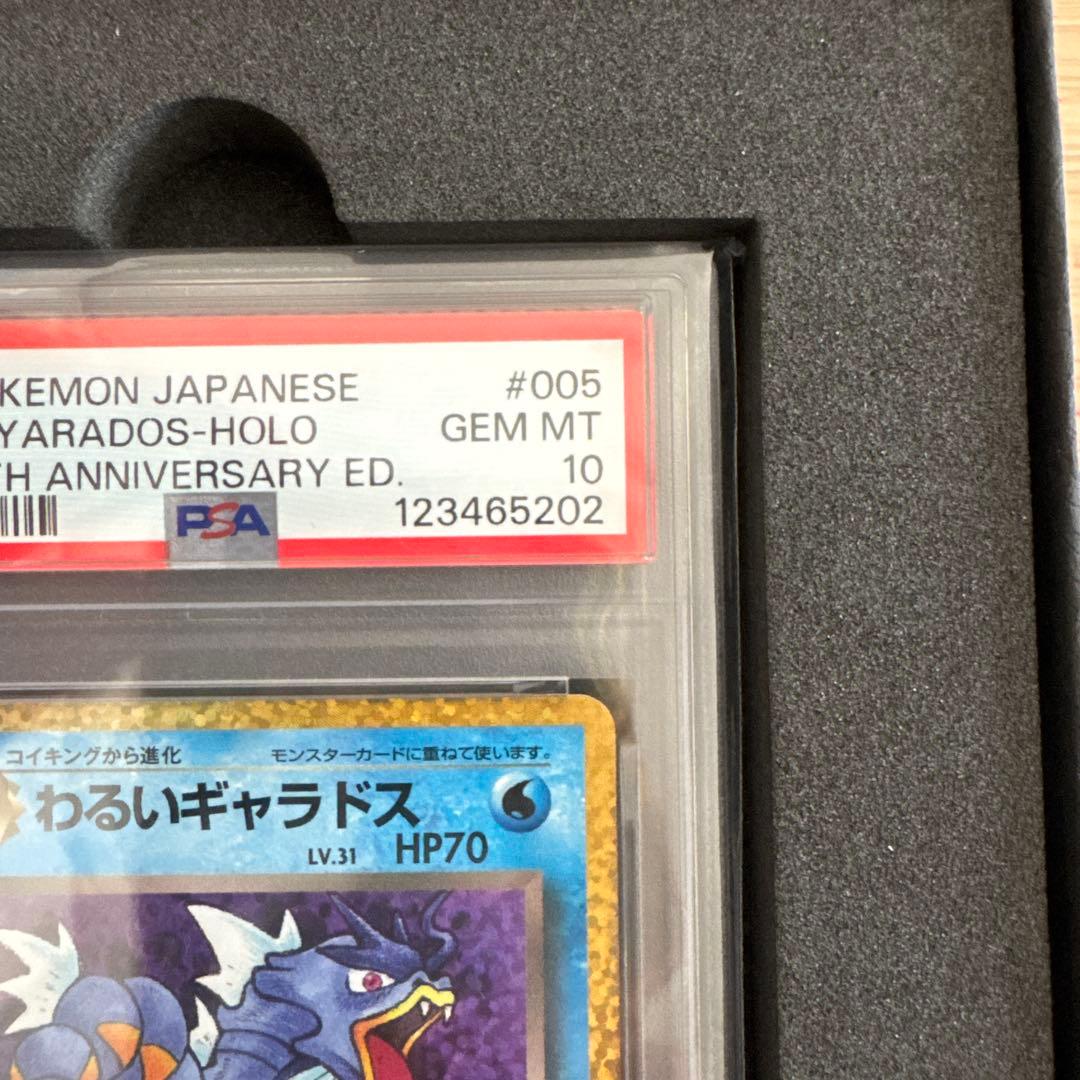 KEMON JAPANESE #005
YARADOS-HOLO GEM MT
TH ANNIVERSARY ED. 10
PSA 123465202
コイキングから進化 モンスターカードに重ねて使います。
わるいギャラドス
LV.31 HP70